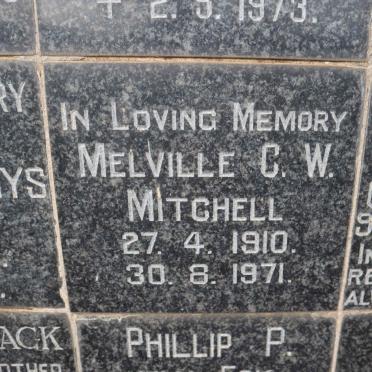 + 2. 5. 1973.
IN LOVING MEMORY
MELVILLE C. W.
MITCHELL
27. 4. 1910.
30. 8. 1971.
PHILLIP P.